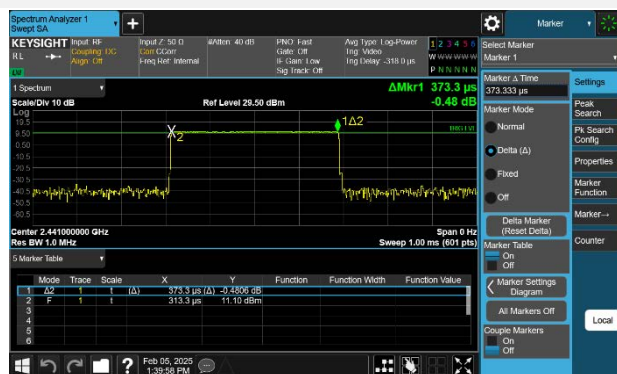 Spectrum Analyzer 1
Swept SA
Marker
KEYSIGHT
RL
Input: RF
Coupling: DC
Align: Off
Input Z: 50 Ω
Corr CCorr
Freq Ref: Internal
#Atten: 40 dB
PNO: Fast
Gate: Off
IF Gain: Low
Sig Track: Off
Avg Type: Log-Power
Trig: Video
Trig Delay: -318.0 µs
1 2 3 4 5 6
W W W W W W
P N N N N N
Select Marker
Marker 1
Marker Δ Time
373.333 µs
Settings
1 Spectrum
ΔMkr1 373.3 µs
Scale/Div 10 dB
Ref Level 29.50 dBm
-0.48 dB
Log
19.5
9.50
0.50
-10.5
-20.5
-30.5
-40.5
-50.5
-60.5
X2
1Δ2
TRIG LVL
Center 2.441000000 GHz
Span 0 Hz
Res BW 1.0 MHz
Sweep 1.00 ms (601 pts)
Marker Mode
Normal
Delta (Δ)
Fixed
Off
Delta Marker
(Reset Delta)
Marker Table
On
Off
Marker Settings
Diagram
All Markers Off
Couple Markers
On
Off
Peak
Search
Pk Search
Config
Properties
Marker
Function
Marker→
Counter
Local
5 Marker Table
Mode Trace Scale X Y Function Function Width Function Value
1 Δ2 1 t (Δ) 373.3 µs (Δ) -0.4806 dB
2 F 1 t 313.3 µs 11.10 dBm
3
4
5
6
?
Feb 05, 2025
1:39:58 PM